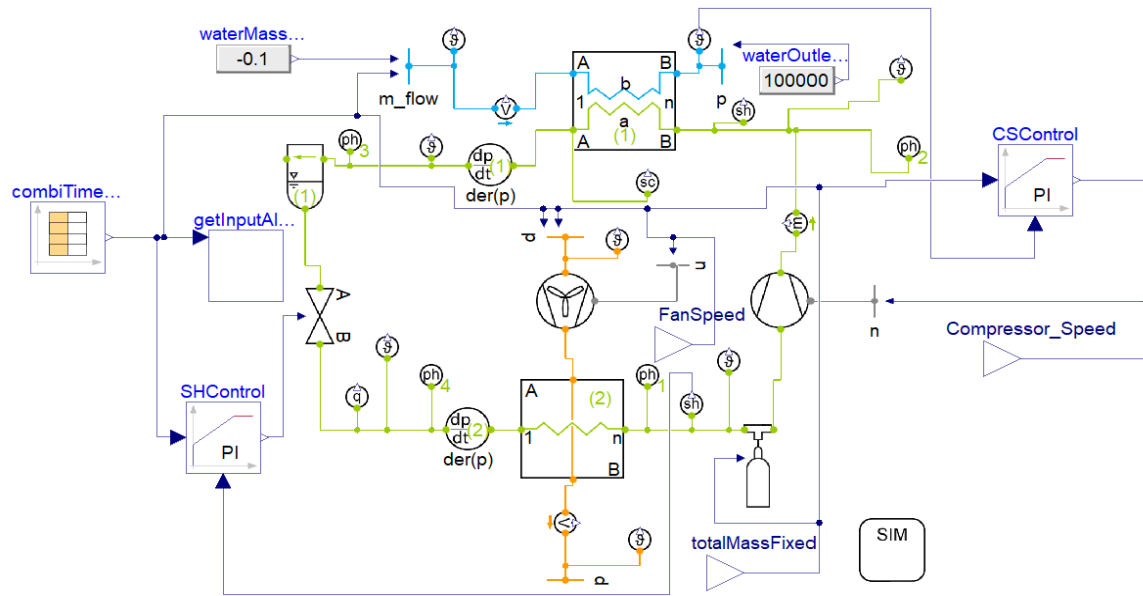 waterMass...
-0.1
m_flow
ϑ
V
A
B
b
1
n
a
(1)
A
B
ϑ
p
waterOutle...
100000
ϑ
sh
ph
2
CSControl
PI
ph
3
ϑ
dp
dt
(1)
der(p)
sc
(1)
combiTime...
getInputAl...
p
ϑ
n
ṁ
n
FanSpeed
Compressor_Speed
A
B
SHControl
PI
q
ϑ
ph
4
dp
dt
(2)
der(p)
A
(2)
1
n
B
ph
1
sh
ϑ
V
ϑ
p
totalMassFixed
SIM